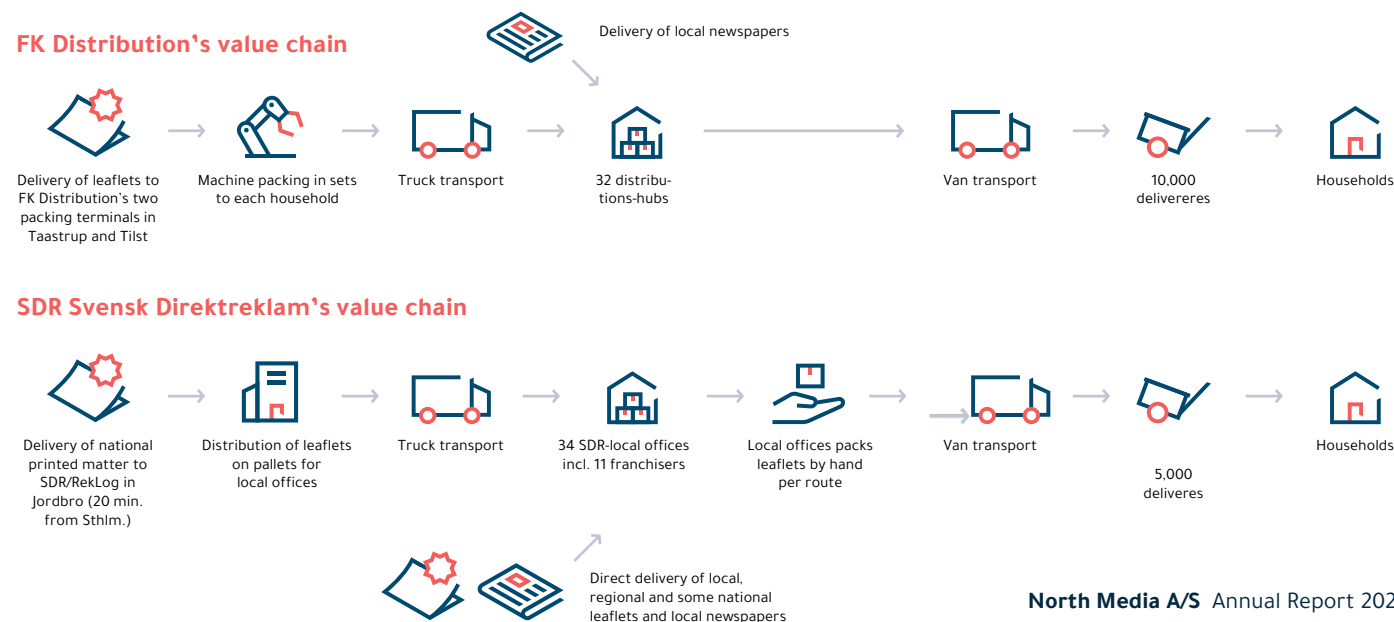 FK Distribution's value chain
Delivery of local newspapers
Delivery of leaflets to
FK Distribution's two
packing terminals in
Taastrup and Tilst
Machine packing in sets
to each household
Truck transport
32 distribu-
tions-hubs
Van transport
10,000
delivereres
Households
SDR Svensk Direktreklam's value chain
Delivery of national
printed matter to
SDR/RekLog in
Jordbro (20 min.
from Sthlm.)
Distribution of leaflets
on pallets for
local offices
Truck transport
34 SDR-local offices
incl. 11 franchisers
Local offices packs
leaflets by hand
per route
Van transport
5,000
deliveres
Households
Direct delivery of local,
regional and some national
leaflets and local newspapers
North Media A/S Annual Report 202